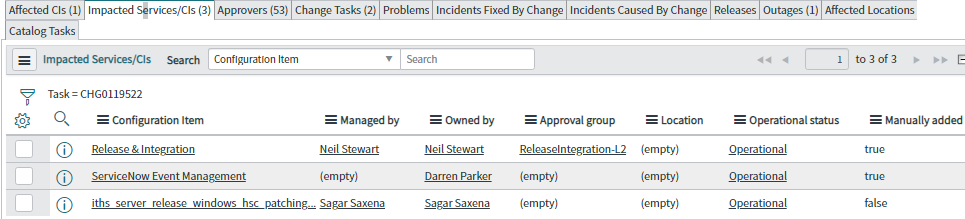 Affected CIs (1) Impacted Services/CIs (3) Approvers (53) Change Tasks (2) Problems Incidents Fixed By Change Incidents Caused By Change Releases Outages (1) Affected Locations
Catalog Tasks
Impacted Services/CIs Search Configuration Item Search 1 to 3 of 3
Task = CHG0119522
Configuration Item Managed by Owned by Approval group Location Operational status Manually added
Release & Integration Neil Stewart Neil Stewart ReleaseIntegration-L2 (empty) Operational true
ServiceNow Event Management (empty) Darren Parker (empty) (empty) Operational true
iths_server_release_windows_hsc_patching... Sagar Saxena Sagar Saxena (empty) (empty) Operational false